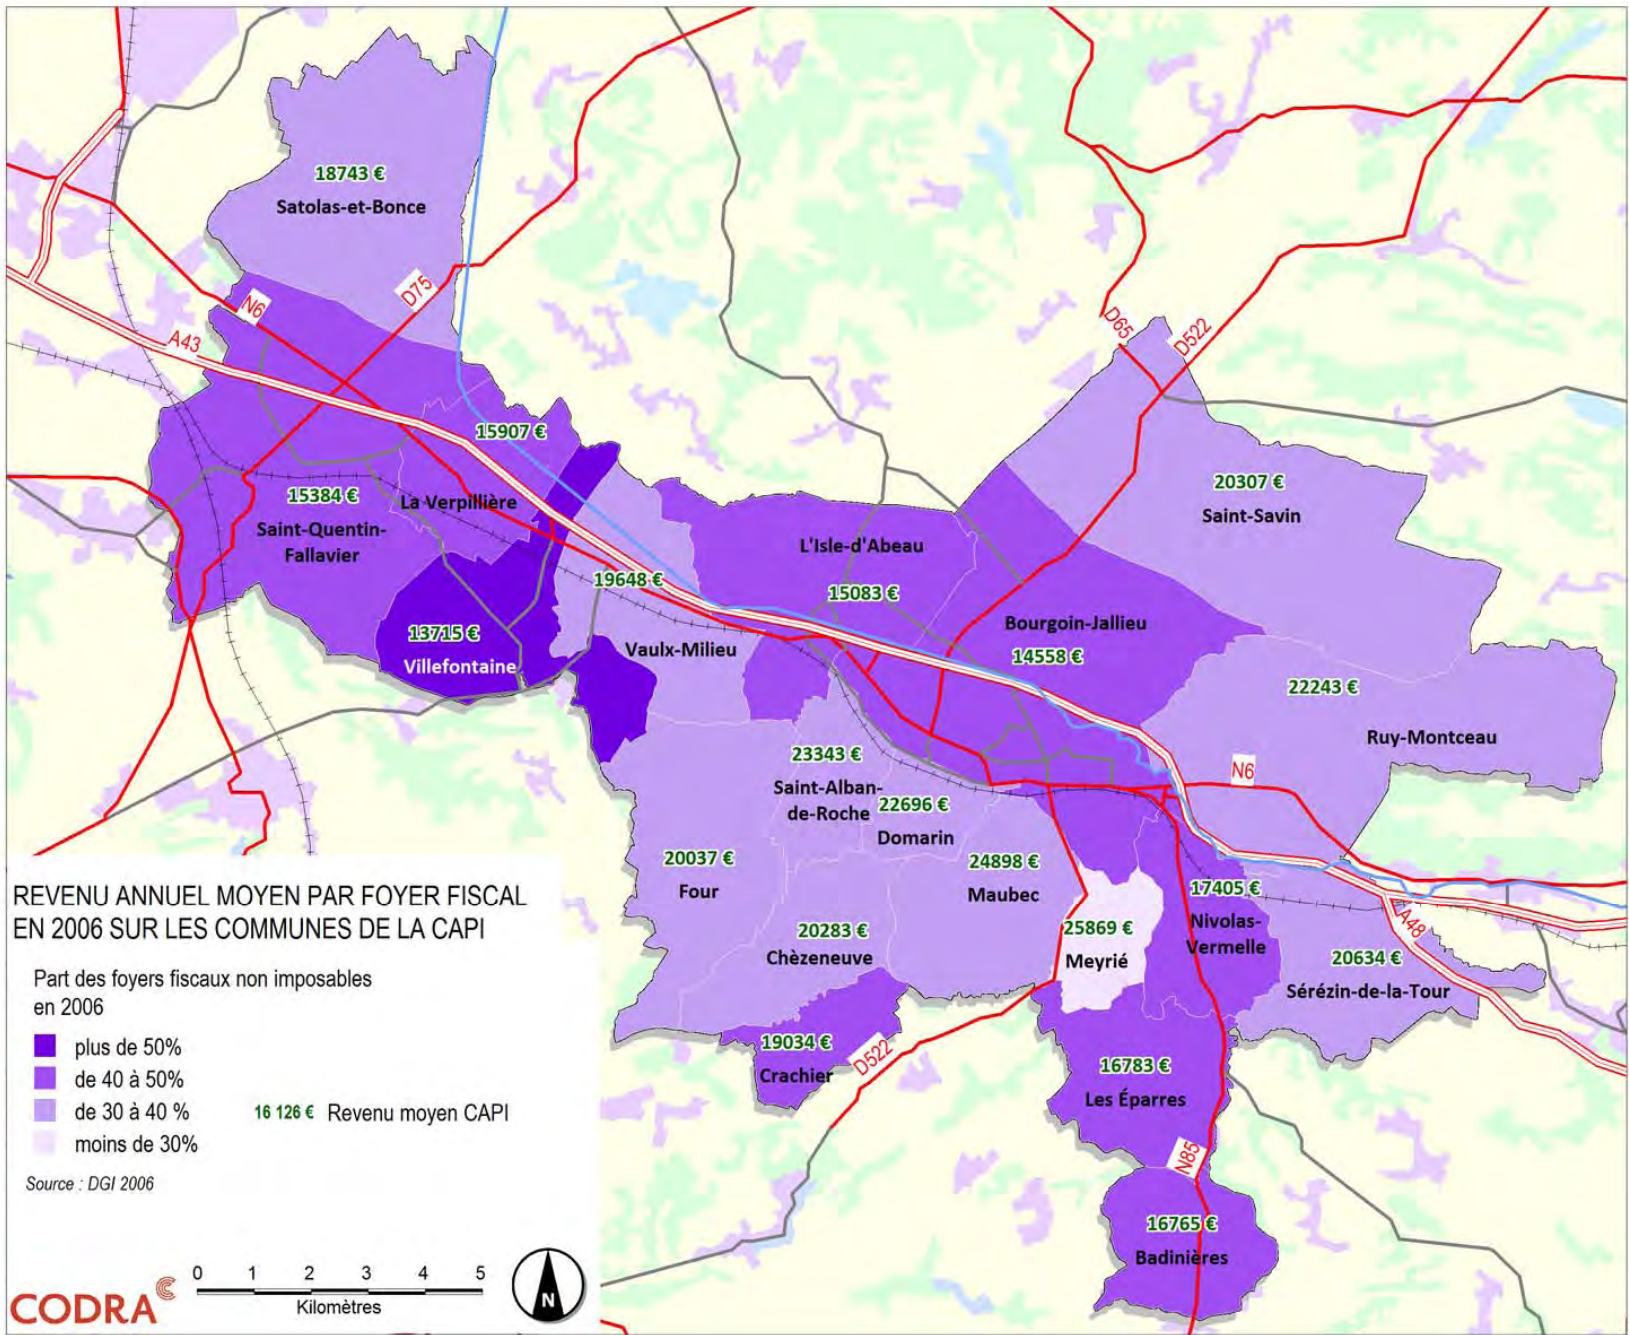 18743 €
Satolas-et-Bonce
D75
N6
A43
D65
D522
15907 €
La Verpillière
15384 €
Saint-Quentin-
Fallavier
20307 €
Saint-Savin
L'Isle-d'Abeau
15083 €
19648 €
Vaulx-Milieu
13715 €
Villefontaine
Bourgoin-Jallieu
14558 €
22243 €
Ruy-Montceau
N6
23343 €
Saint-Alban-
de-Roche
22696 €
Domarin
20037 €
Four
24898 €
Maubec
17405 €
Nivolas-
Vermelle
25869 €
Meyrié
A48
20283 €
Chèzeneuve
20634 €
Sérézin-de-la-Tour
19034 €
Crachier
D522
16783 €
Les Éparres
N85
16765 €
Badinières
REVENU ANNUEL MOYEN PAR FOYER FISCAL
EN 2006 SUR LES COMMUNES DE LA CAPI
Part des foyers fiscaux non imposables
en 2006
plus de 50%
de 40 à 50%
de 30 à 40 %
moins de 30%
16 126 € Revenu moyen CAPI
Source : DGI 2006
0 1 2 3 4 5
Kilomètres
N
CODRA